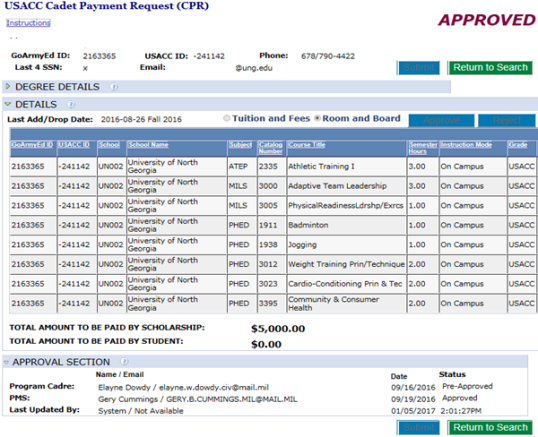 USACC Cadet Payment Request (CPR)
APPROVED
Instructions
GoArmyEd ID: 2163365 USACC ID: -241142 Phone: 678/790-4422
Last 4 SSN: x Email: @ung.edu Submit Return to Search
DEGREE DETAILS
DETAILS
Last Add/Drop Date: 2016-08-26 Fall 2016 Tuition and Fees Room and Board Approve Reject
GoArmyEd ID USACC ID School School Name Subject Catalog Number Course Title Semester Hours Instruction Mode Grade
2163365 -241142 UN002 University of North Georgia ATEP 2335 Athletic Training I 3.00 On Campus USACC
2163365 -241142 UN002 University of North Georgia MILS 3000 Adaptive Team Leadership 3.00 On Campus USACC
2163365 -241142 UN002 University of North Georgia MILS 3005 PhysicalReadinessLdrshp/Exrcs 1.00 On Campus USACC
2163365 -241142 UN002 University of North Georgia PHED 1911 Badminton 1.00 On Campus USACC
2163365 -241142 UN002 University of North Georgia PHED 1938 Jogging 1.00 On Campus USACC
2163365 -241142 UN002 University of North Georgia PHED 3012 Weight Training Prin/Technique 2.00 On Campus USACC
2163365 -241142 UN002 University of North Georgia PHED 3023 Cardio-Conditioning Prin & Tec 2.00 On Campus USACC
2163365 -241142 UN002 University of North Georgia PHED 3395 Community & Consumer Health 2.00 On Campus USACC
TOTAL AMOUNT TO BE PAID BY SCHOLARSHIP: $5,000.00
TOTAL AMOUNT TO BE PAID BY STUDENT: $0.00
APPROVAL SECTION
Name / Email Date Status
Program Cadre: Elayne Dowdy / elayne.w.dowdy.civ@mail.mil 09/16/2016 Pre-Approved
PMS: Gery Cummings / GERY.B.CUMMINGS.MIL@MAIL.MIL 09/19/2016 Approved
Last Updated By: System / Not Available 01/05/2017 2:01:27PM
Submit Return to Search